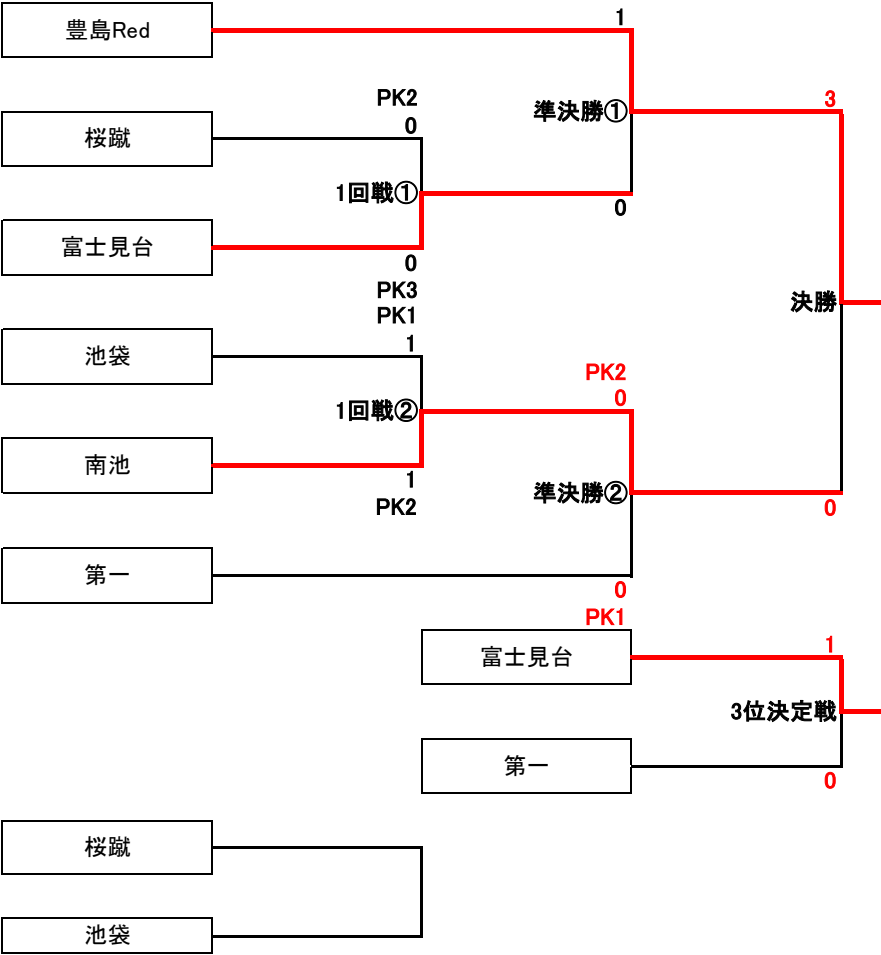 豊島Red
1
PK2
準決勝①
3
0
桜蹴
1回戦①
0
富士見台
0
PK3
決勝
PK1
1
池袋
PK2
0
1回戦②
南池
1
準決勝②
PK2
0
第一
0
PK1
富士見台
1
3位決定戦
第一
0
桜蹴
池袋